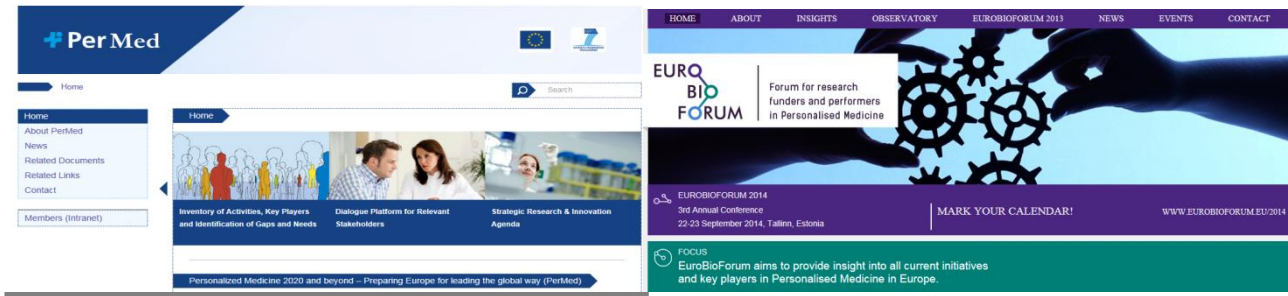 PerMed
Home
Search
Home
About PerMed
News
Related Documents
Related Links
Contact
Members (Intranet)
Home
Inventory of Activities, Key Players
and Identification of Gaps and Needs
Dialogue Platform for Relevant
Stakeholders
Strategic Research & Innovation
Agenda
Personalized Medicine 2020 and beyond – Preparing Europe for leading the global way (PerMed)
HOME ABOUT INSIGHTS OBSERVATORY EUROBIOFORUM 2013 NEWS EVENTS CONTACT
EURO
BIO
FORUM
Forum for research
funders and performers
in Personalised Medicine
EUROBIOFORUM 2014
3rd Annual Conference
22-23 September 2014, Tallinn, Estonia
MARK YOUR CALENDAR!
WWW.EUROBIOFORUM.EU/2014
FOCUS
EuroBioForum aims to provide insight into all current initiatives
and key players in Personalised Medicine in Europe.